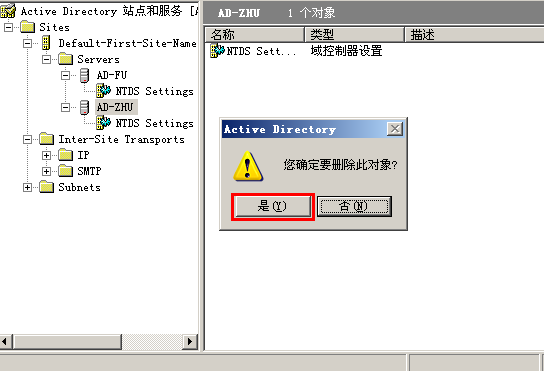 Active Directory 站点和服务 [A
Sites
Default-First-Site-Name
Servers
AD-FU
NTDS Settings
AD-ZHU
NTDS Settings
Inter-Site Transports
IP
SMTP
Subnets
AD-ZHU 1 个对象
名称 类型 描述
NTDS Sett... 域控制器设置
Active Directory
您确定要删除此对象?
是(Y) 否(N)